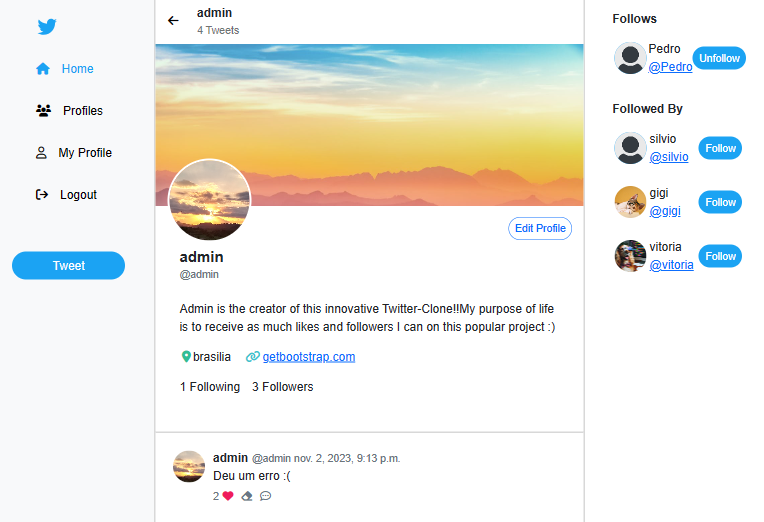 Home
Profiles
My Profile
Logout
Tweet
admin
4 Tweets
Edit Profile
admin
@admin
Admin is the creator of this innovative Twitter-Clone!!My purpose of life
is to receive as much likes and followers I can on this popular project :)
brasilia getbootstrap.com
1 Following 3 Followers
admin @admin nov. 2, 2023, 9:13 p.m.
Deu um erro :(
2
Follows
Pedro
@Pedro
Unfollow
Followed By
silvio
@silvio
Follow
gigi
@gigi
Follow
vitoria
@vitoria
Follow